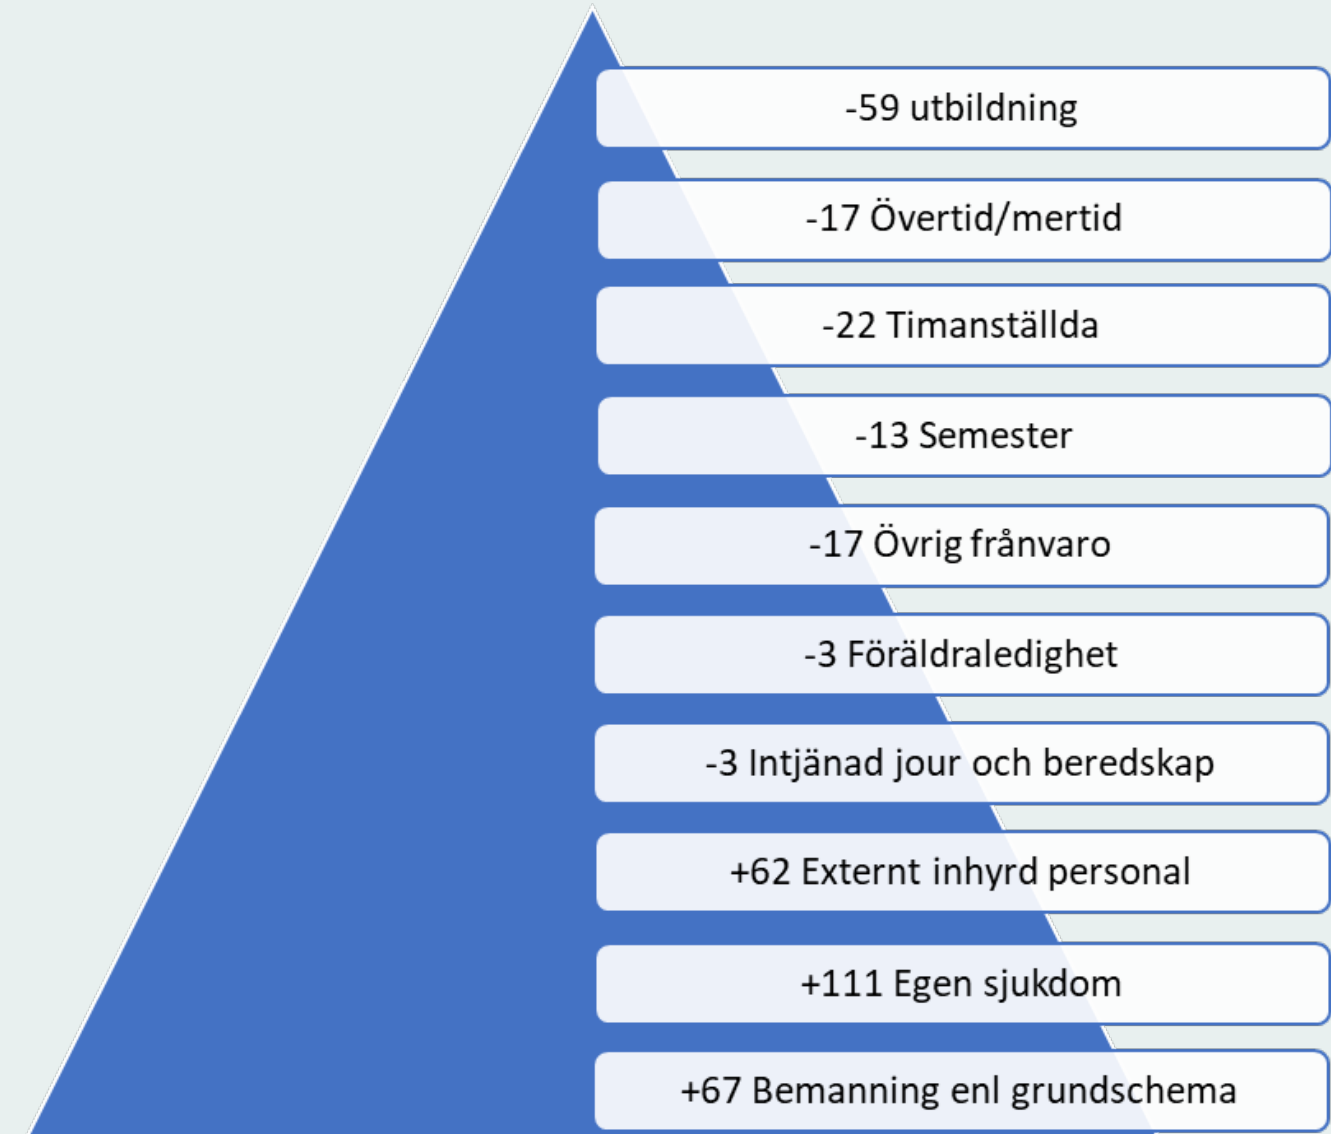 -59 utbildning
-17 Övertid/mertid
-22 Timanställda
-13 Semester
-17 Övrig frånvaro
-3 Föräldraledighet
-3 Intjänad jour och beredskap
+62 Externt inhyrd personal
+111 Egen sjukdom
+67 Bemanning enl grundschema